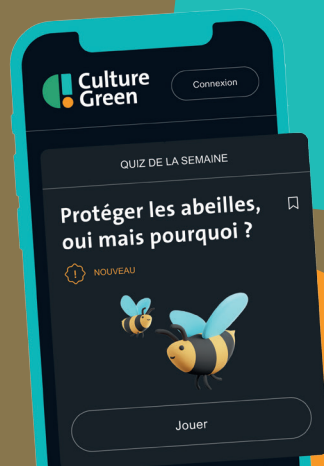 Culture
Green
Connexion
QUIZ DE LA SEMAINE
Protéger les abeilles,
oui mais pourquoi ?
! NOUVEAU
Jouer